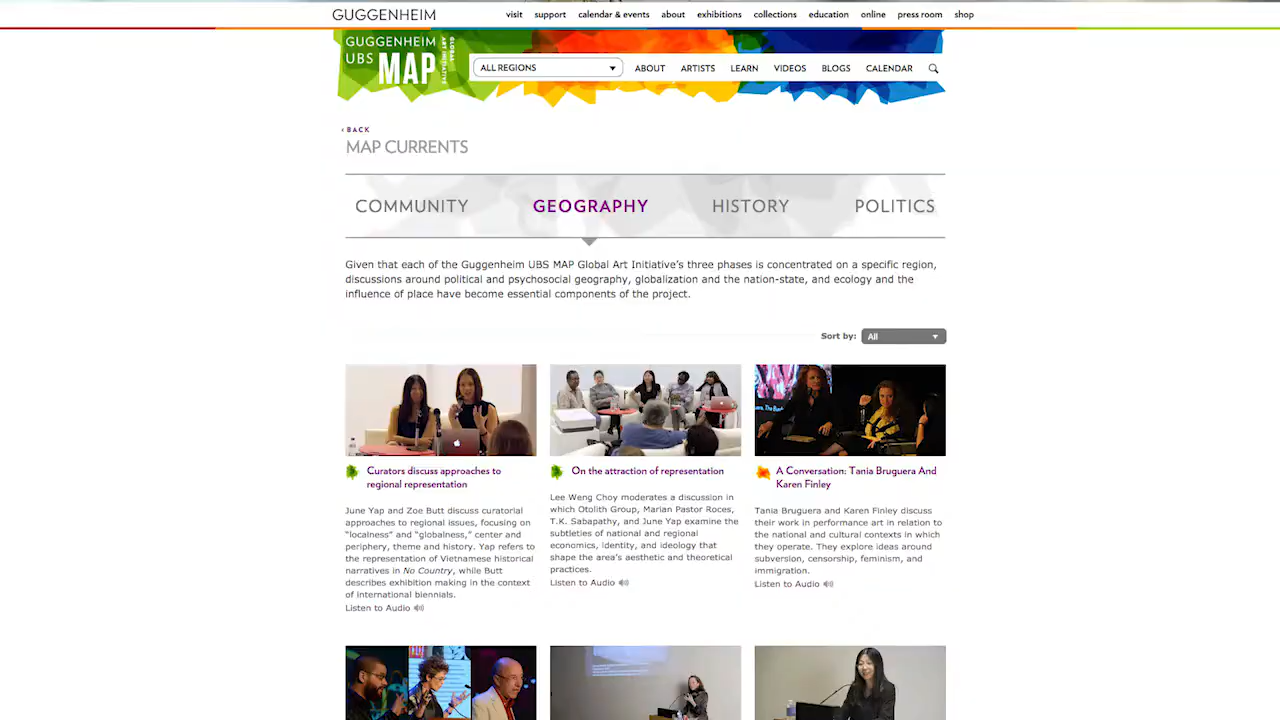 GUGGENHEIM
visit support calendar & events about exhibitions collections education online press room shop
GUGGENHEIM
UBS MAP
GLOBAL
ART INITIATIVE
ALL REGIONS
ABOUT ARTISTS LEARN VIDEOS BLOGS CALENDAR
‹ BACK
MAP CURRENTS
COMMUNITY GEOGRAPHY HISTORY POLITICS
Given that each of the Guggenheim UBS MAP Global Art Initiative's three phases is concentrated on a specific region,
discussions around political and psychosocial geography, globalization and the nation-state, and ecology and the
influence of place have become essential components of the project.
Sort by: All
Curators discuss approaches to
regional representation
June Yap and Zoe Butt discuss curatorial
approaches to regional issues, focusing on
“localness” and “globalness,” center and
periphery, theme and history. Yap refers to
the representation of Vietnamese historical
narratives in No Country, while Butt
describes exhibition making in the context
of international biennials.
Listen to Audio
On the attraction of representation
Lee Weng Choy moderates a discussion in
which Otolith Group, Marian Pastor Roces,
T.K. Sabapathy, and June Yap examine the
subtleties of national and regional
economics, identity, and ideology that
shape the area's aesthetic and theoretical
practices.
Listen to Audio
A Conversation: Tania Bruguera And
Karen Finley
Tania Bruguera and Karen Finley discuss
their work in performance art in relation to
the national and cultural contexts in which
they operate. They explore ideas around
subversion, censorship, feminism, and
immigration.
Listen to Audio